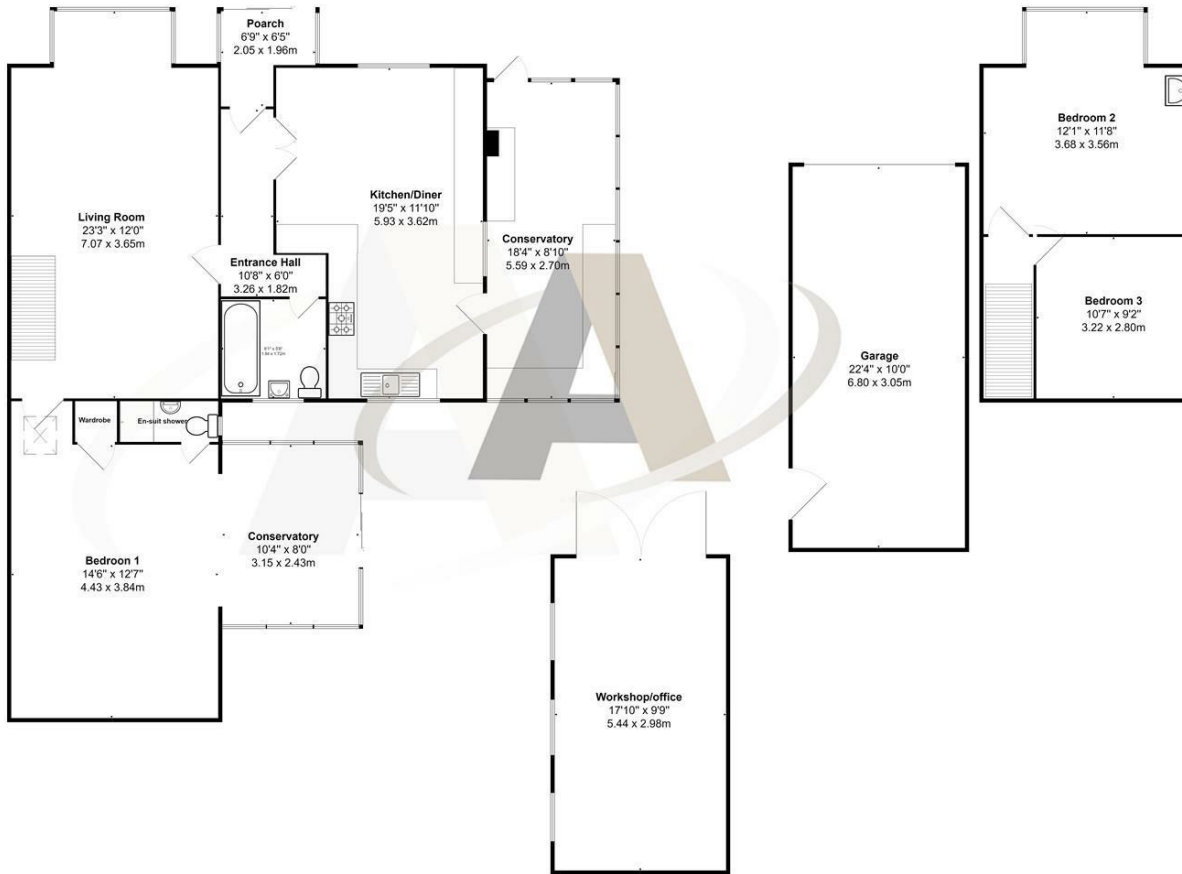 Poarch
6'9" x 6'5"
2.05 x 1.96m
Living Room
23'3" x 12'0"
7.07 x 3.65m
Kitchen/Diner
19'5" x 11'10"
5.93 x 3.62m
Conservatory
18'4" x 8'10"
5.59 x 2.70m
Entrance Hall
10'8" x 6'0"
3.26 x 1.82m
Wardrobe
En-suit shower
Bedroon 1
14'6" x 12'7"
4.43 x 3.84m
Conservatory
10'4" x 8'0"
3.15 x 2.43m
Workshop/office
17'10" x 9'9"
5.44 x 2.98m
Garage
22'4" x 10'0"
6.80 x 3.05m
Bedroom 2
12'1" x 11'8"
3.68 x 3.56m
Bedroom 3
10'7" x 9'2"
3.22 x 2.80m